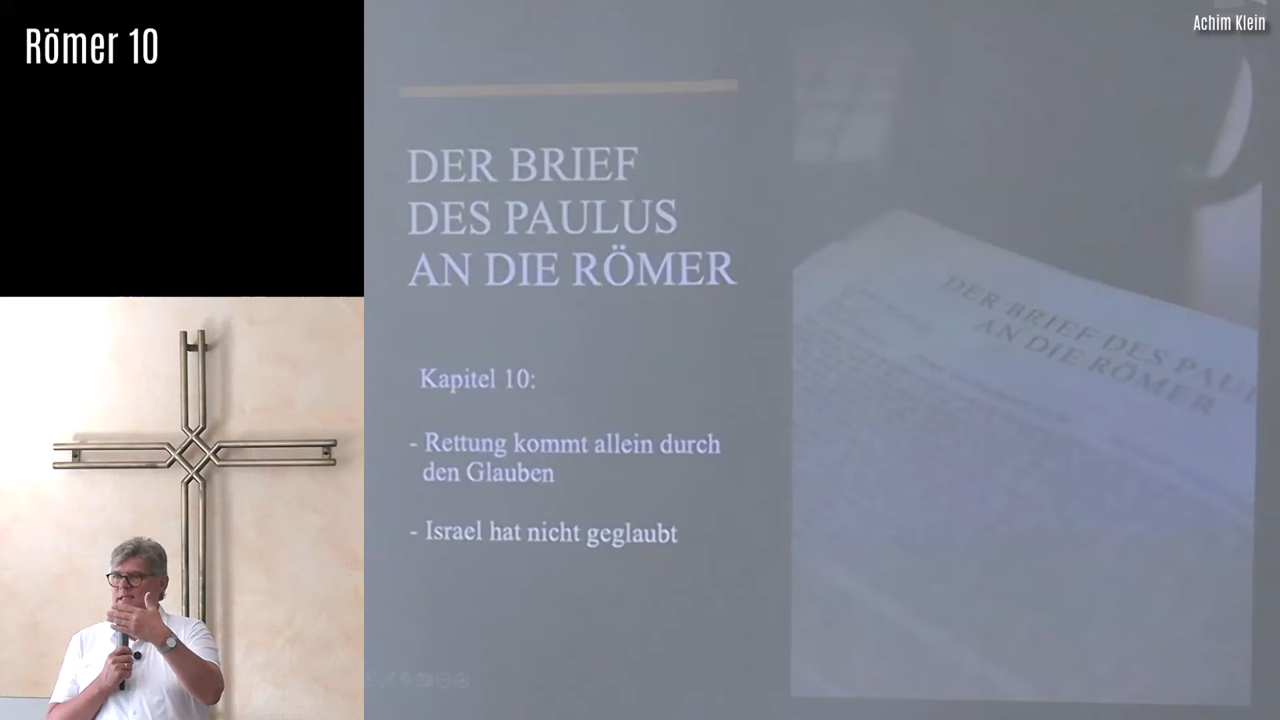 Römer 10
Achim Klein
DER BRIEF
DES PAULUS
AN DIE RÖMER
Kapitel 10:
- Rettung kommt allein durch
den Glauben
- Israel hat nicht geglaubt
DER BRIEF DES PAUL
AN DIE RÖMER